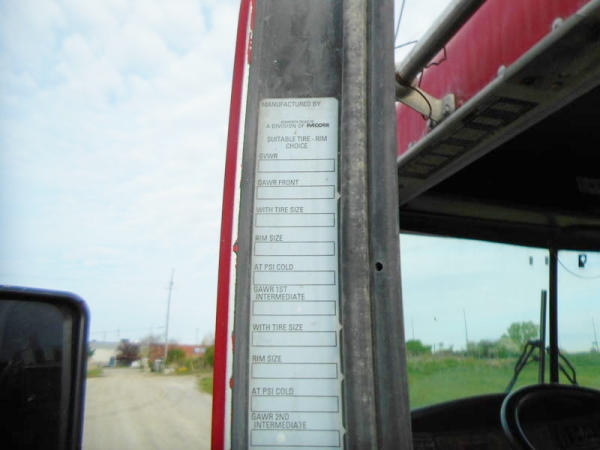 MANUFACTURED BY
A DIVISION OF PACCAR
SUITABLE TIRE - RIM
CHOICE
GVWR
GAWR FRONT
WITH TIRE SIZE
RIM SIZE
AT PSI COLD
GAWR 1ST
INTERMEDIATE
WITH TIRE SIZE
RIM SIZE
AT PSI COLD
GAWR 2ND
INTERMEDIATE